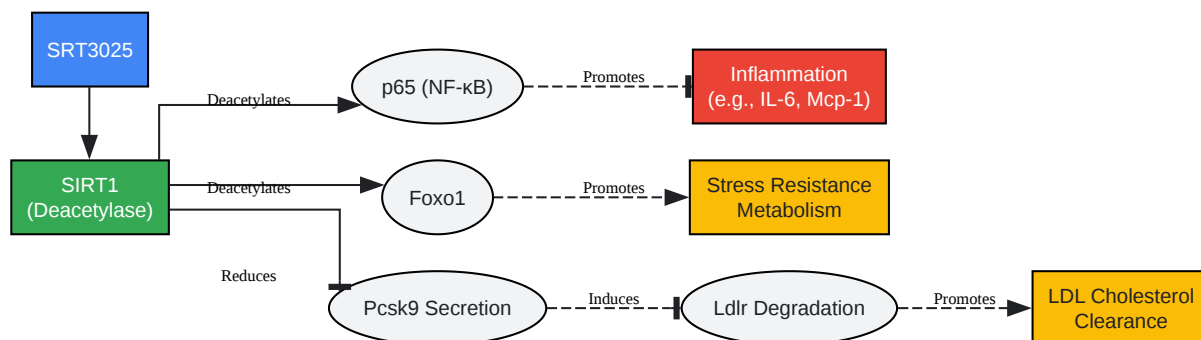 SRT3025
SIRT1
(Deacetylase)
Deacetylates
p65 (NF-κB)
Promotes
Inflammation
(e.g., IL-6, Mcp-1)
Deacetylates
Foxo1
Promotes
Stress Resistance
Metabolism
Reduces
Pcsk9 Secretion
Induces
Ldlr Degradation
Promotes
LDL Cholesterol
Clearance